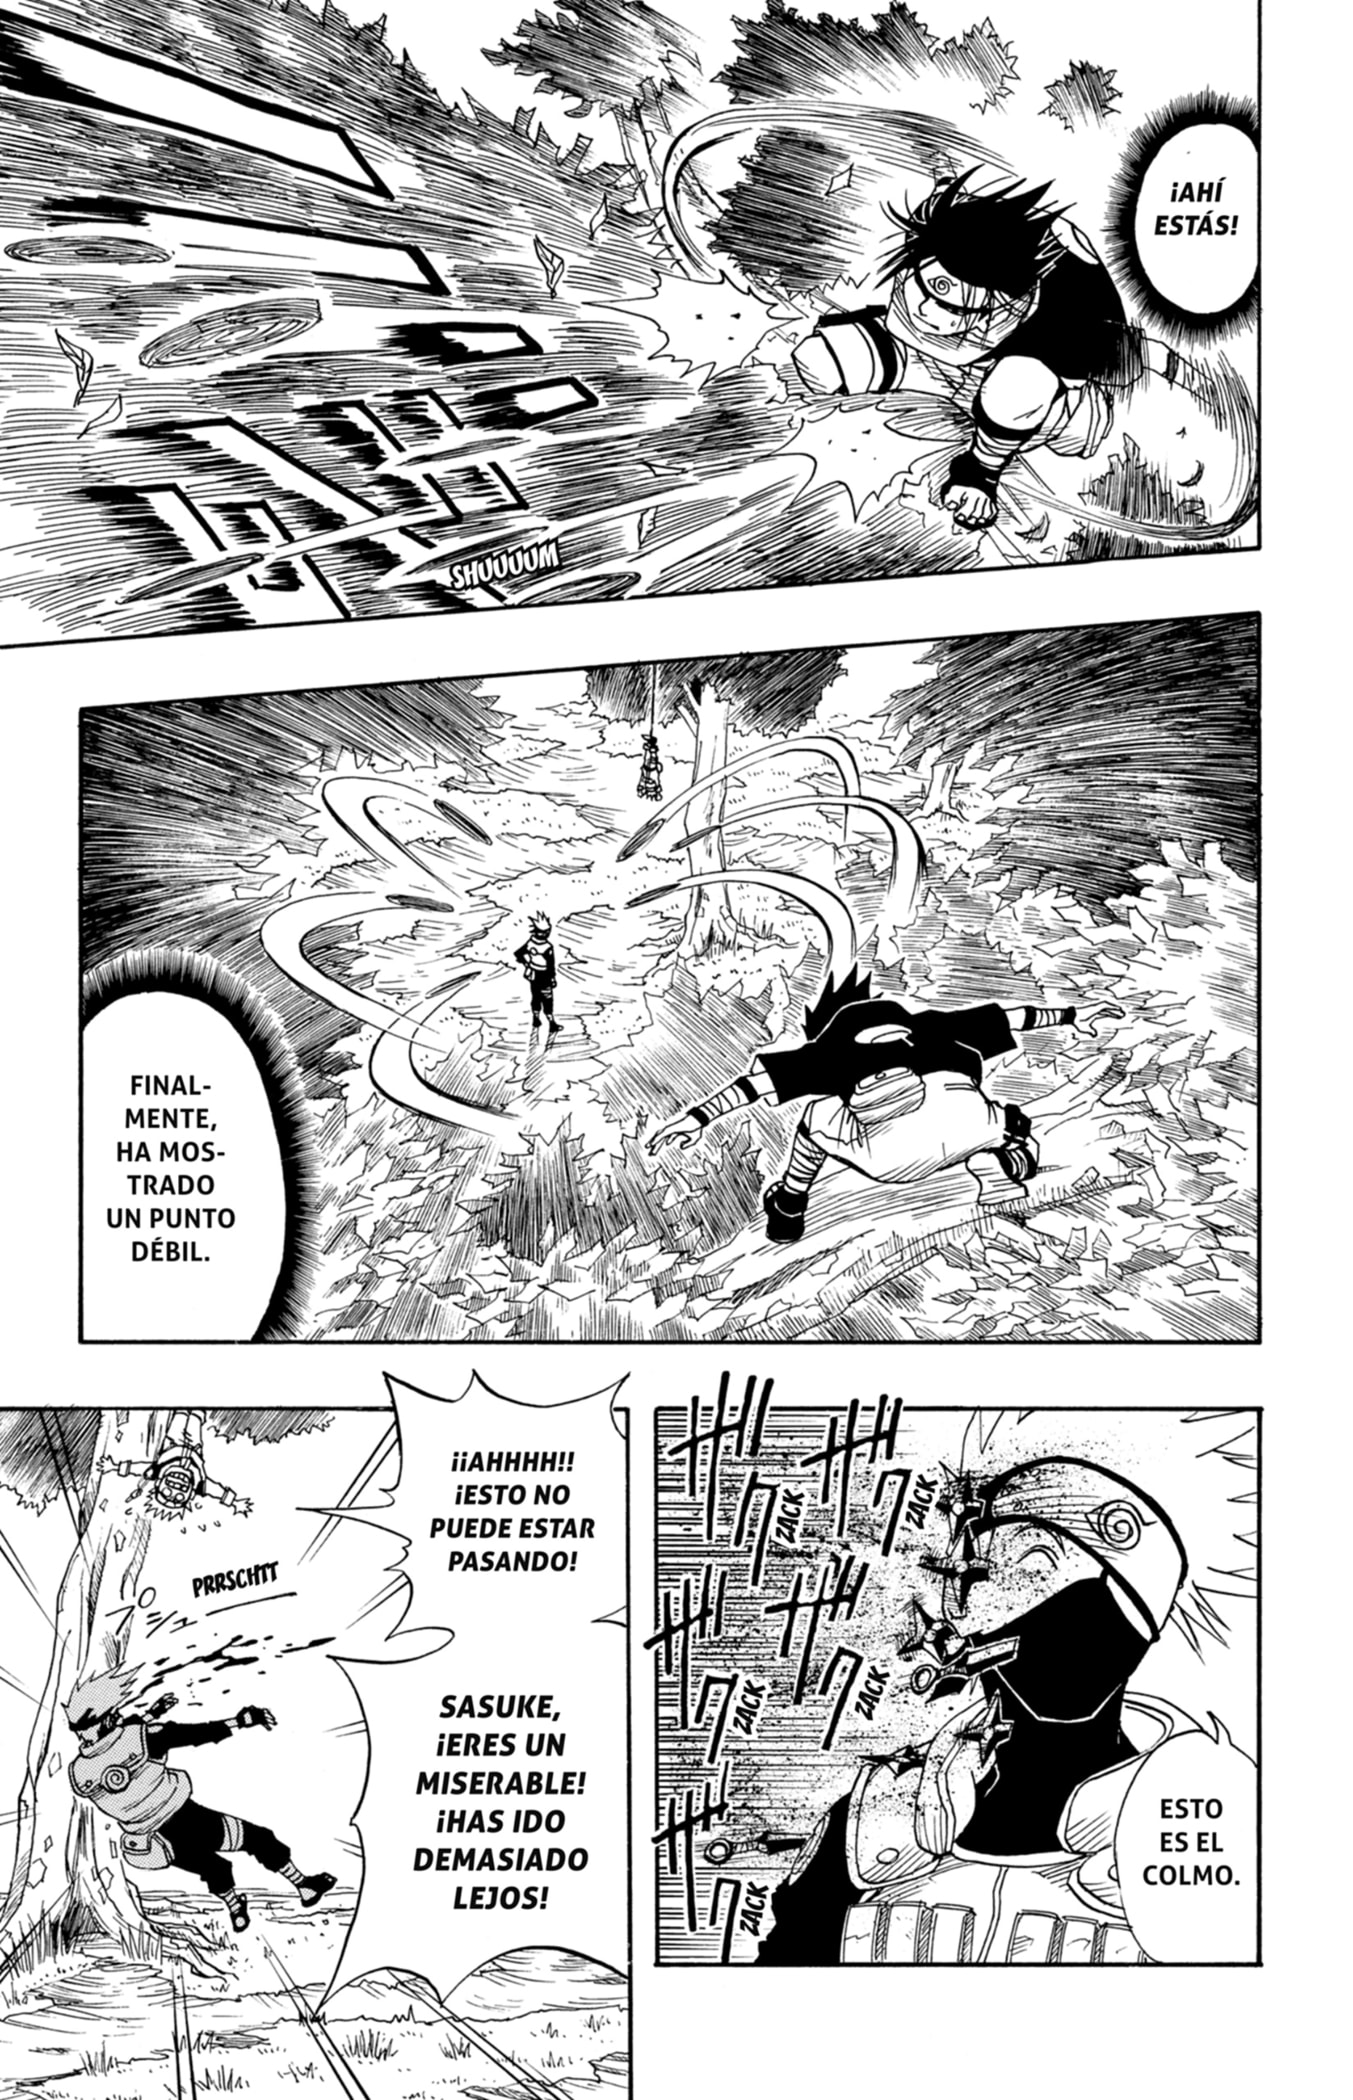 ¡AHÍ
ESTÁS!
SHUUUUM
FINAL-
MENTE,
HA MOS-
TRADO
UN PUNTO
DÉBIL.
ZACK
ZACK
ZACK
ZACK
ZACK
ESTO
ES EL
COLMO.
¡¡AHHHH!!
¡ESTO NO
PUEDE ESTAR
PASANDO!
PRRSCHTT
SASUKE,
¡ERES UN
MISERABLE!
¡HAS IDO
DEMASIADO
LEJOS!